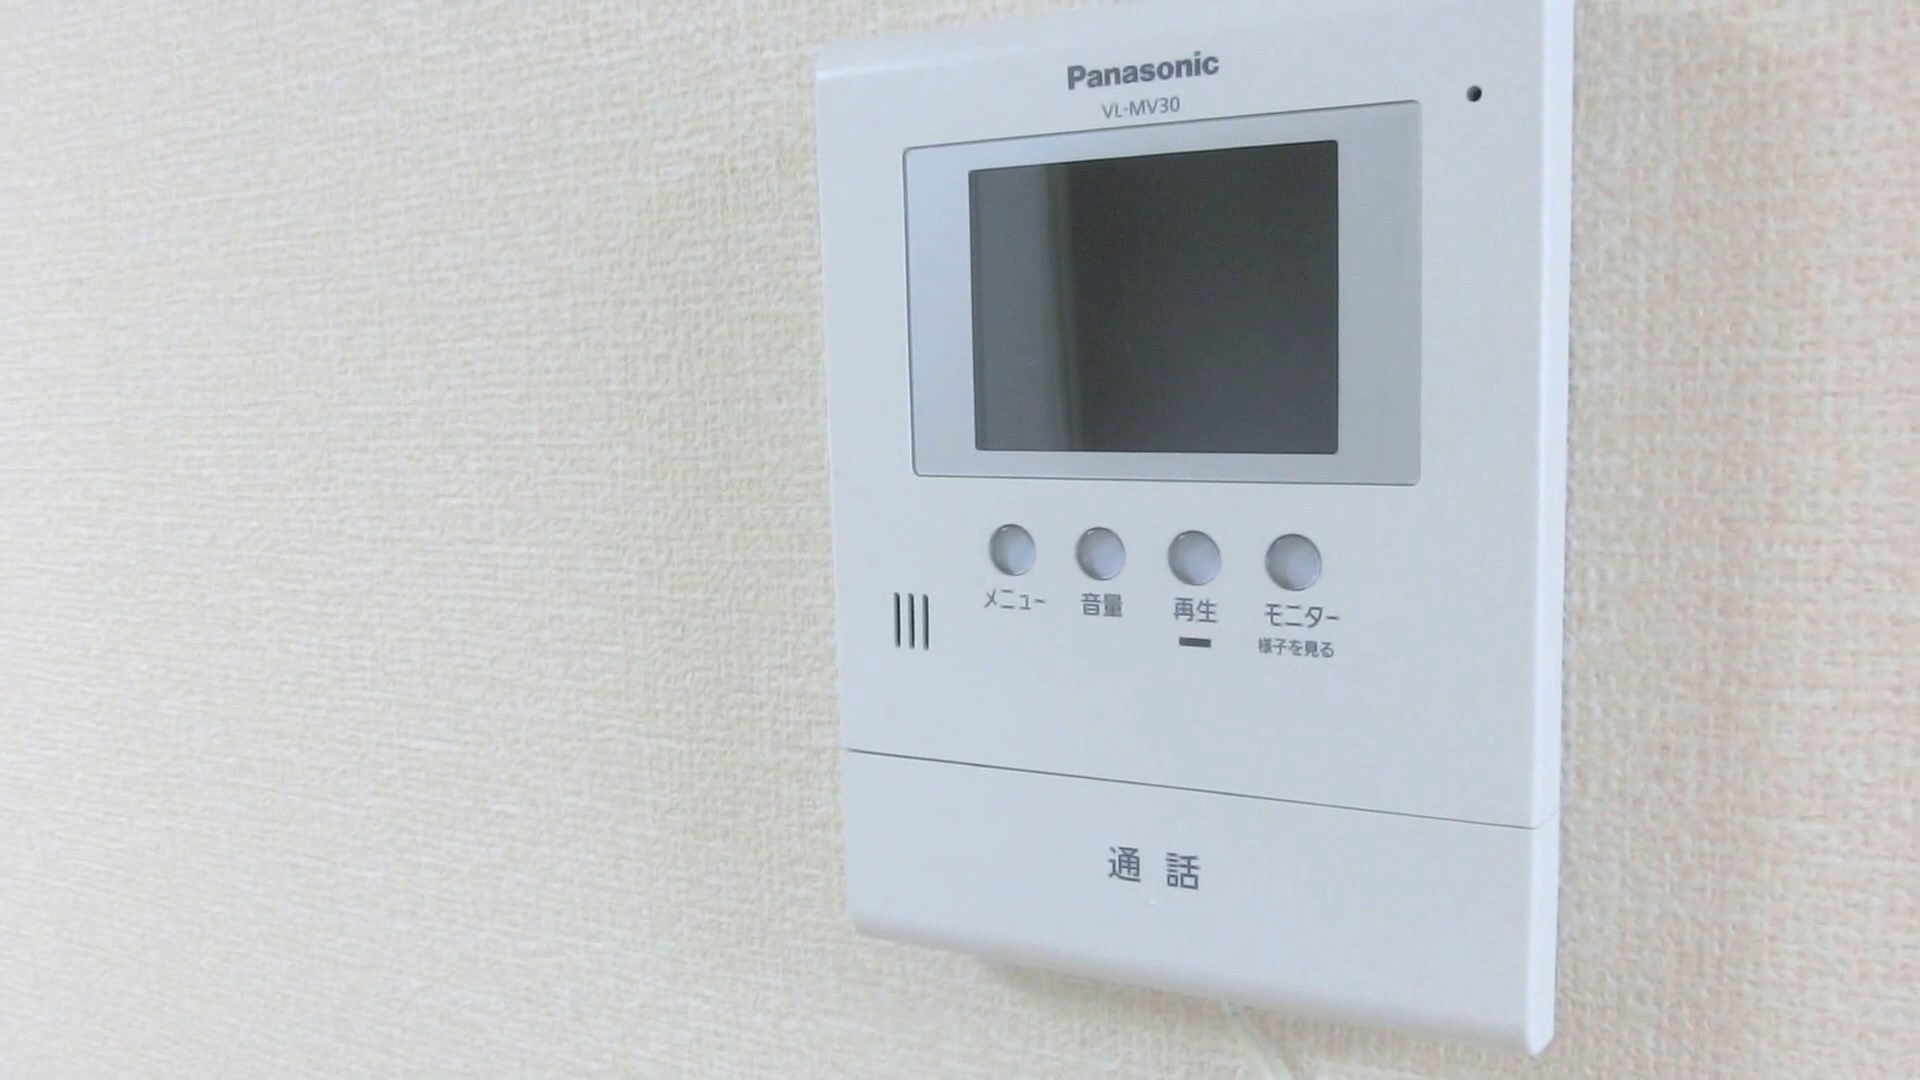 Panasonic
VL-MV30
メニュー 音量 再生 モニター
様子を見る
通話